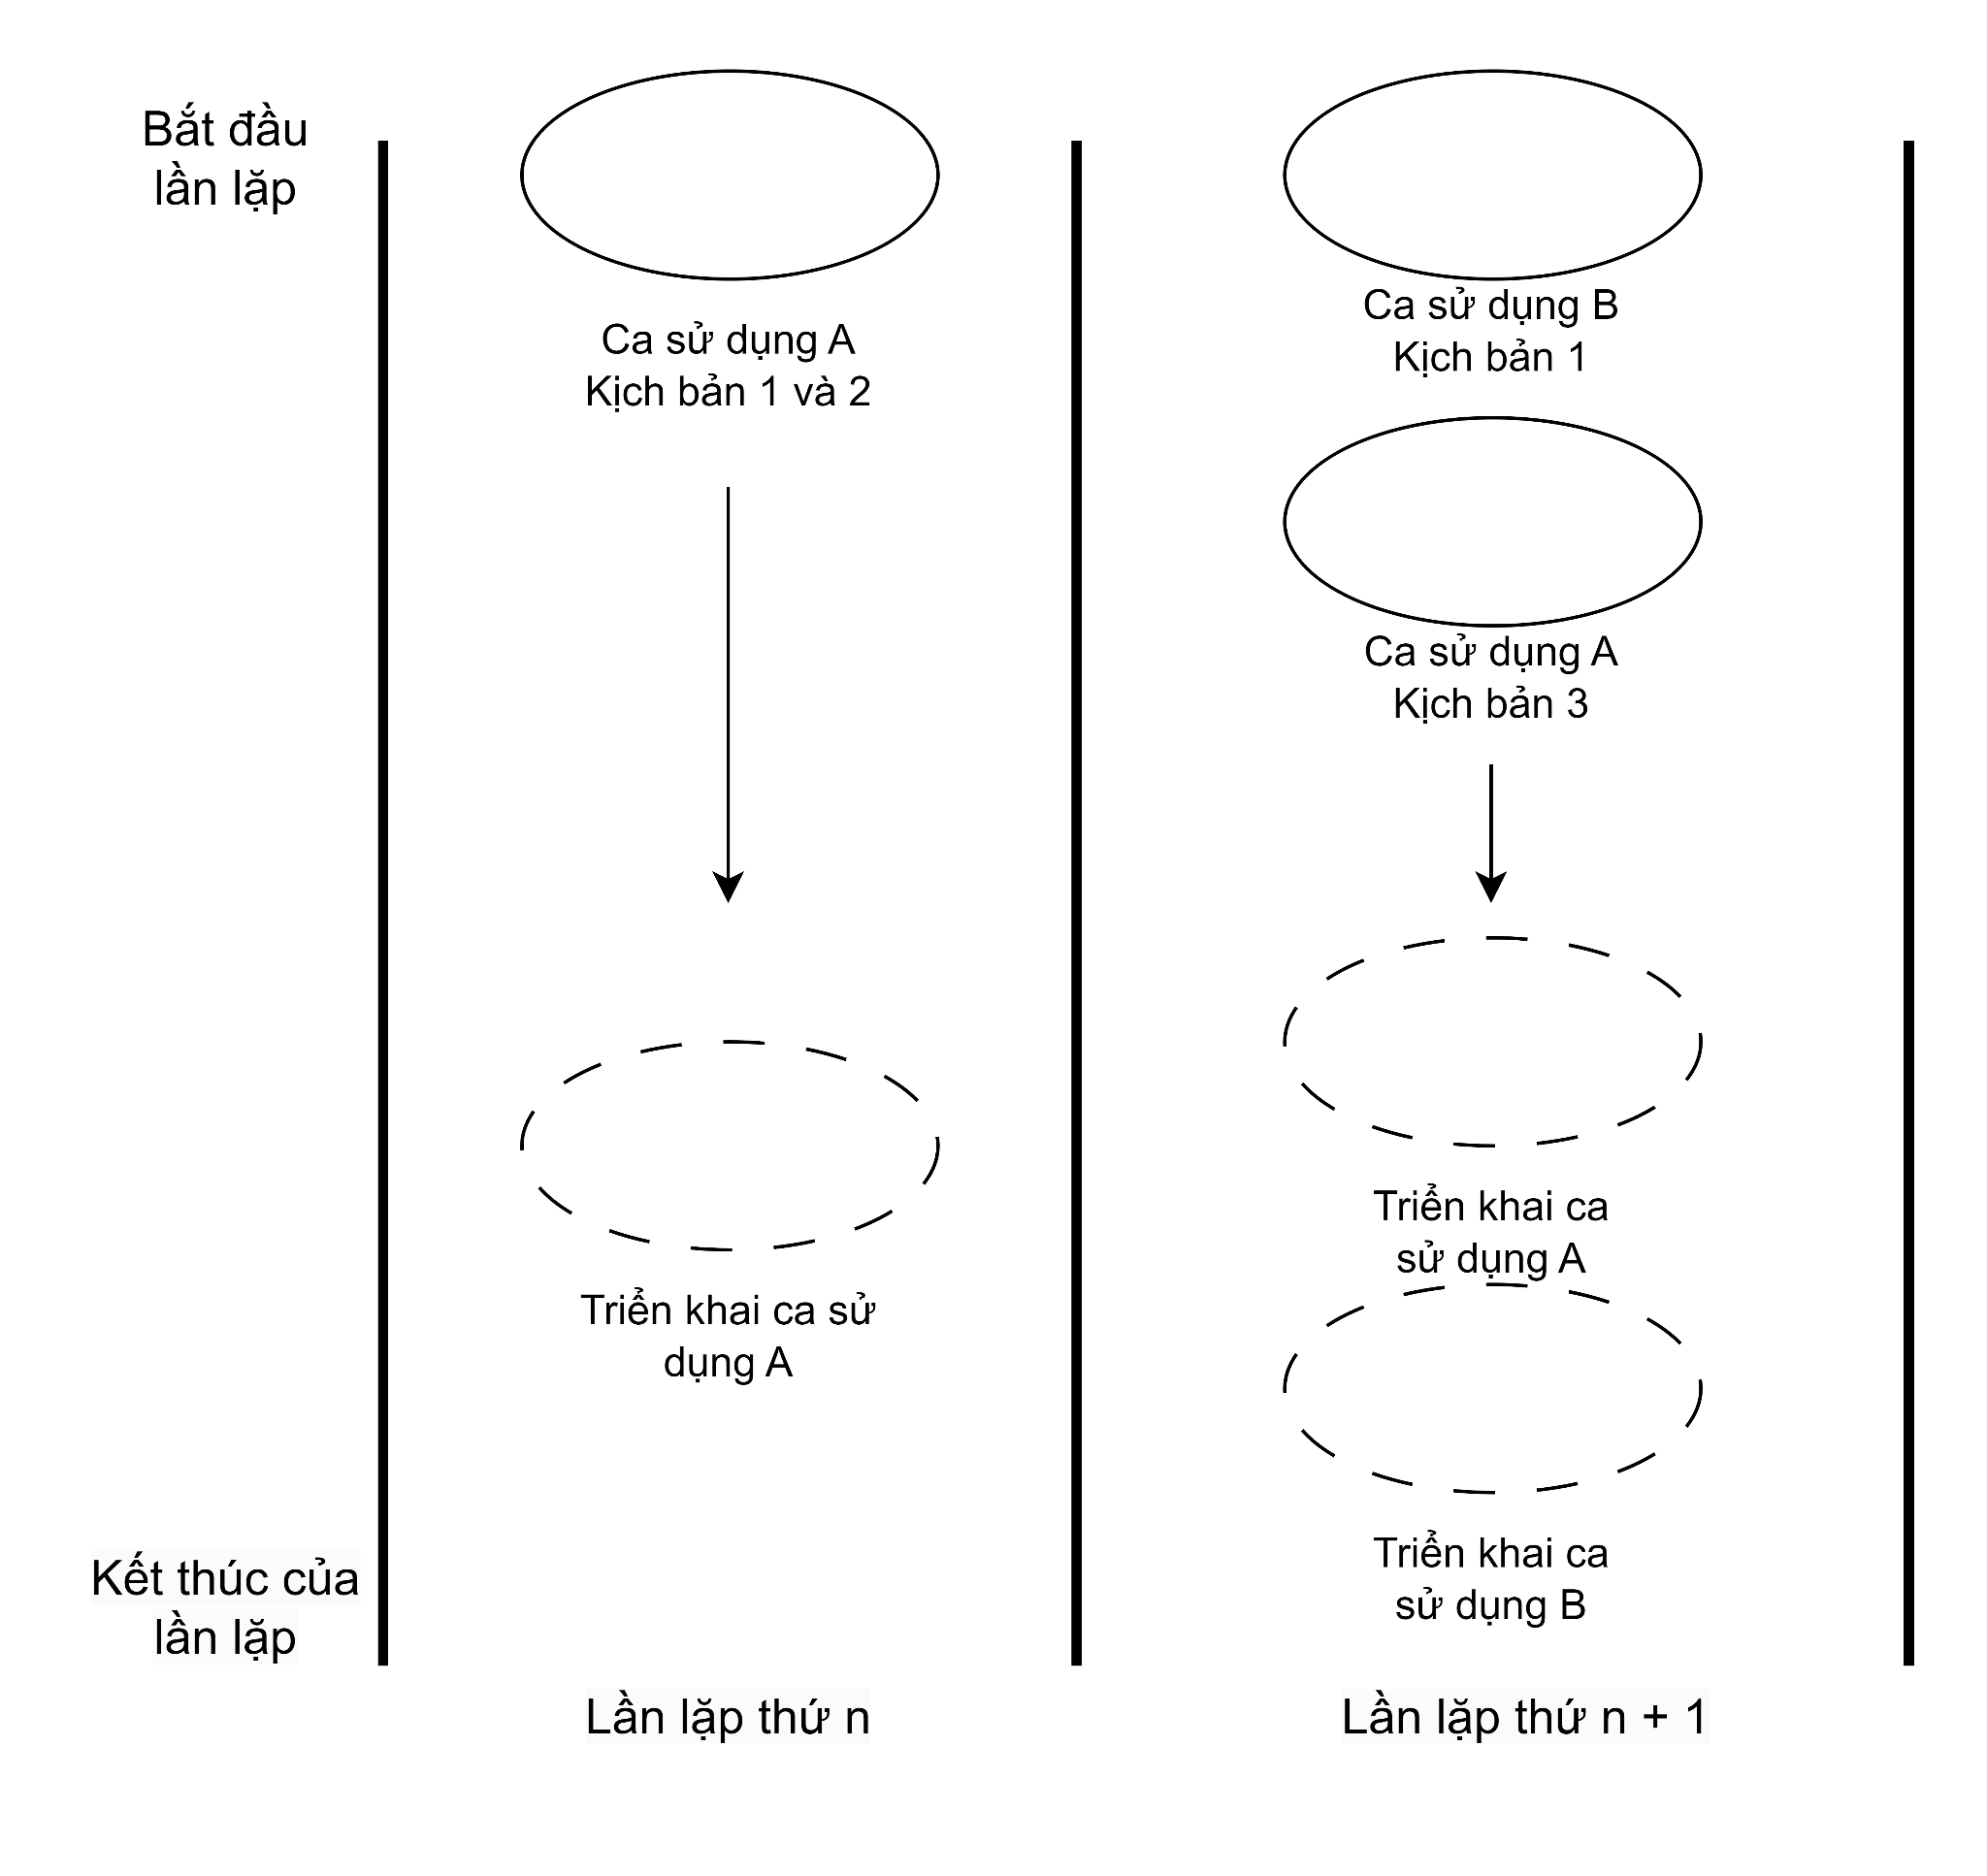 Bắt đầu
lần lặp
Ca sử dụng A
Kịch bản 1 và 2
Ca sử dụng B
Kịch bản 1
Ca sử dụng A
Kịch bản 3
Triển khai ca sử
dụng A
Triển khai ca
sử dụng A
Triển khai ca
sử dụng B
Kết thúc của
lần lặp
Lần lặp thứ n
Lần lặp thứ n + 1